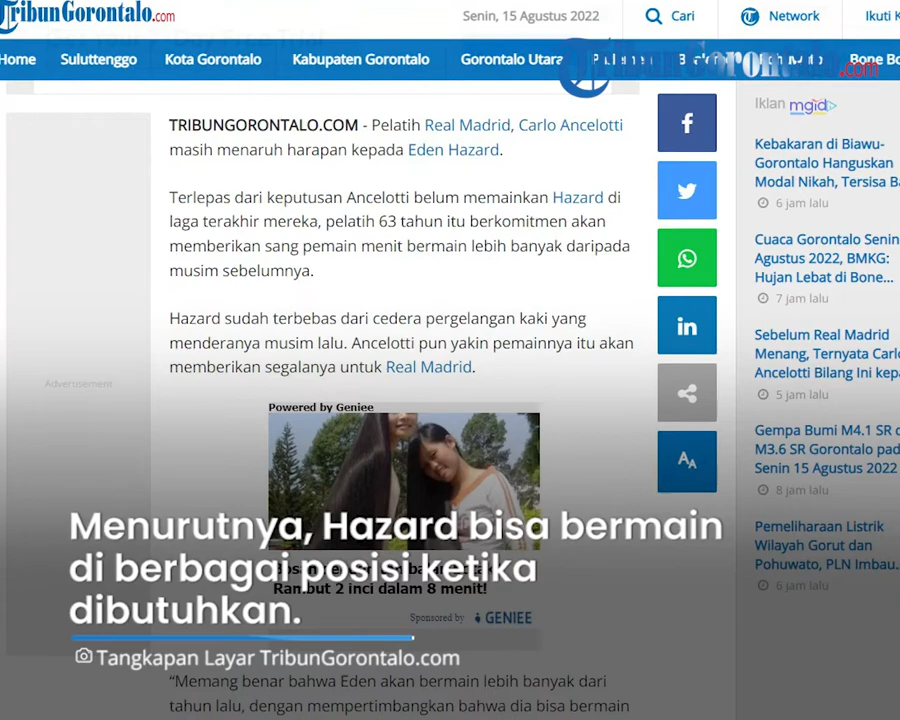 TribunGorontalo.com
Senin, 15 Agustus 2022
Cari
Network
Ikuti K
Home Suluttenggo Kota Gorontalo Kabupaten Gorontalo Gorontalo Utara
TribunGorontalo.com
Bone Bo
TRIBUNGORONTALO.COM - Pelatih Real Madrid, Carlo Ancelotti
masih menaruh harapan kepada Eden Hazard.
Terlepas dari keputusan Ancelotti belum memainkan Hazard di
laga terakhir mereka, pelatih 63 tahun itu berkomitmen akan
memberikan sang pemain menit bermain lebih banyak daripada
musim sebelumnya.
Hazard sudah terbebas dari cedera pergelangan kaki yang
menderanya musim lalu. Ancelotti pun yakin pemainnya itu akan
memberikan segalanya untuk Real Madrid.
Advertisement
Powered by Geniee
Menurutnya, Hazard bisa bermain
di berbagai posisi ketika
dibutuhkan.
Rambut 2 inci dalam 8 menit!
Sponsored by GENIEE
Tangkapan Layar TribunGorontalo.com
“Memang benar bahwa Eden akan bermain lebih banyak dari
tahun lalu, dengan mempertimbangkan bahwa dia bisa bermain
Iklan mgid
Kebakaran di Biawu-
Gorontalo Hanguskan
Modal Nikah, Tersisa Ba
6 jam lalu
Cuaca Gorontalo Senin
Agustus 2022, BMKG:
Hujan Lebat di Bone...
7 jam lalu
Sebelum Real Madrid
Menang, Ternyata Carlo
Ancelotti Bilang Ini kepa
5 jam lalu
Gempa Bumi M4.1 SR d
M3.6 SR Gorontalo pad
Senin 15 Agustus 2022
8 jam lalu
Pemeliharaan Listrik
Wilayah Gorut dan
Pohuwato, PLN Imbau..
6 jam lalu